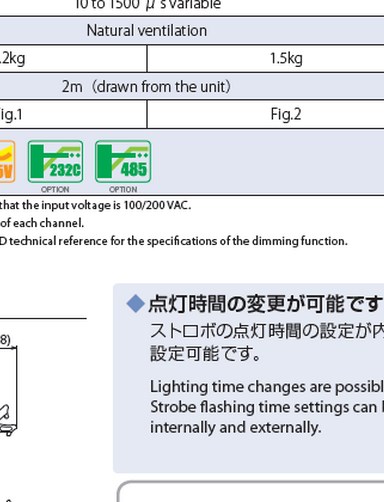 10 to 1500 μs variable
Natural ventilation
.2kg
1.5kg
2m（drawn from the unit）
ig.1
Fig.2
5V
232C
485
OPTION
OPTION
that the input voltage is 100/200 VAC.
of each channel.
D technical reference for the specifications of the dimming function.
8)
◆点灯時間の変更が可能です
ストロボの点灯時間の設定が内
設定可能です。
Lighting time changes are possibl
Strobe flashing time settings can b
internally and externally.